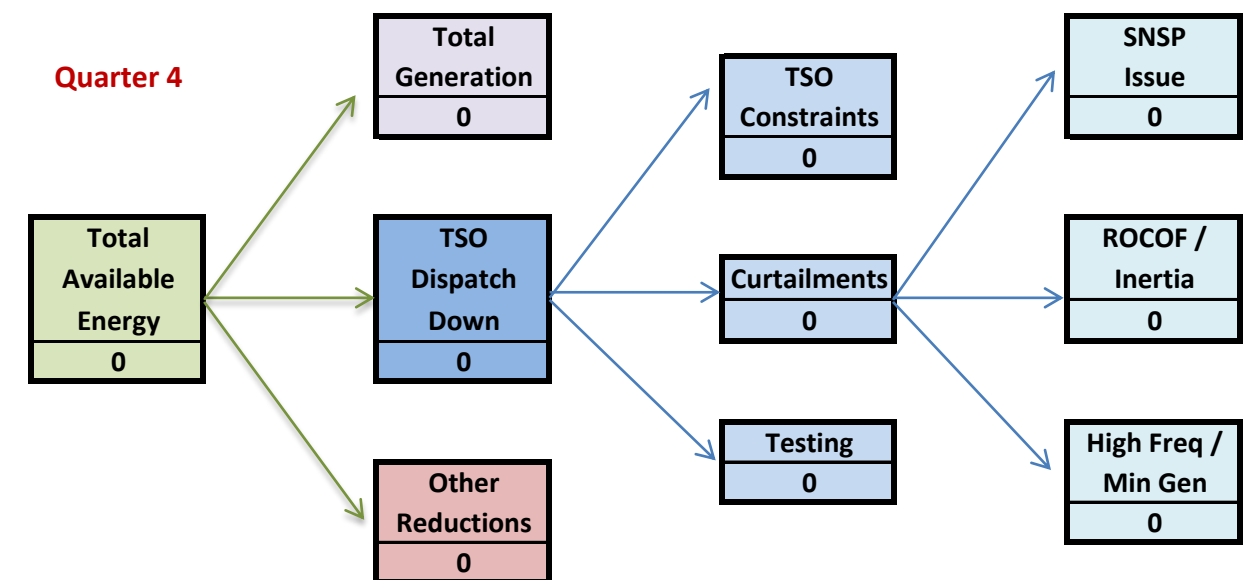 Quarter 4
Total
Generation
0
TSO
Constraints
0
SNSP
Issue
0
Total
Available
Energy
0
TSO
Dispatch
Down
0
Curtailments
0
ROCOF /
Inertia
0
Other
Reductions
0
Testing
0
High Freq /
Min Gen
0